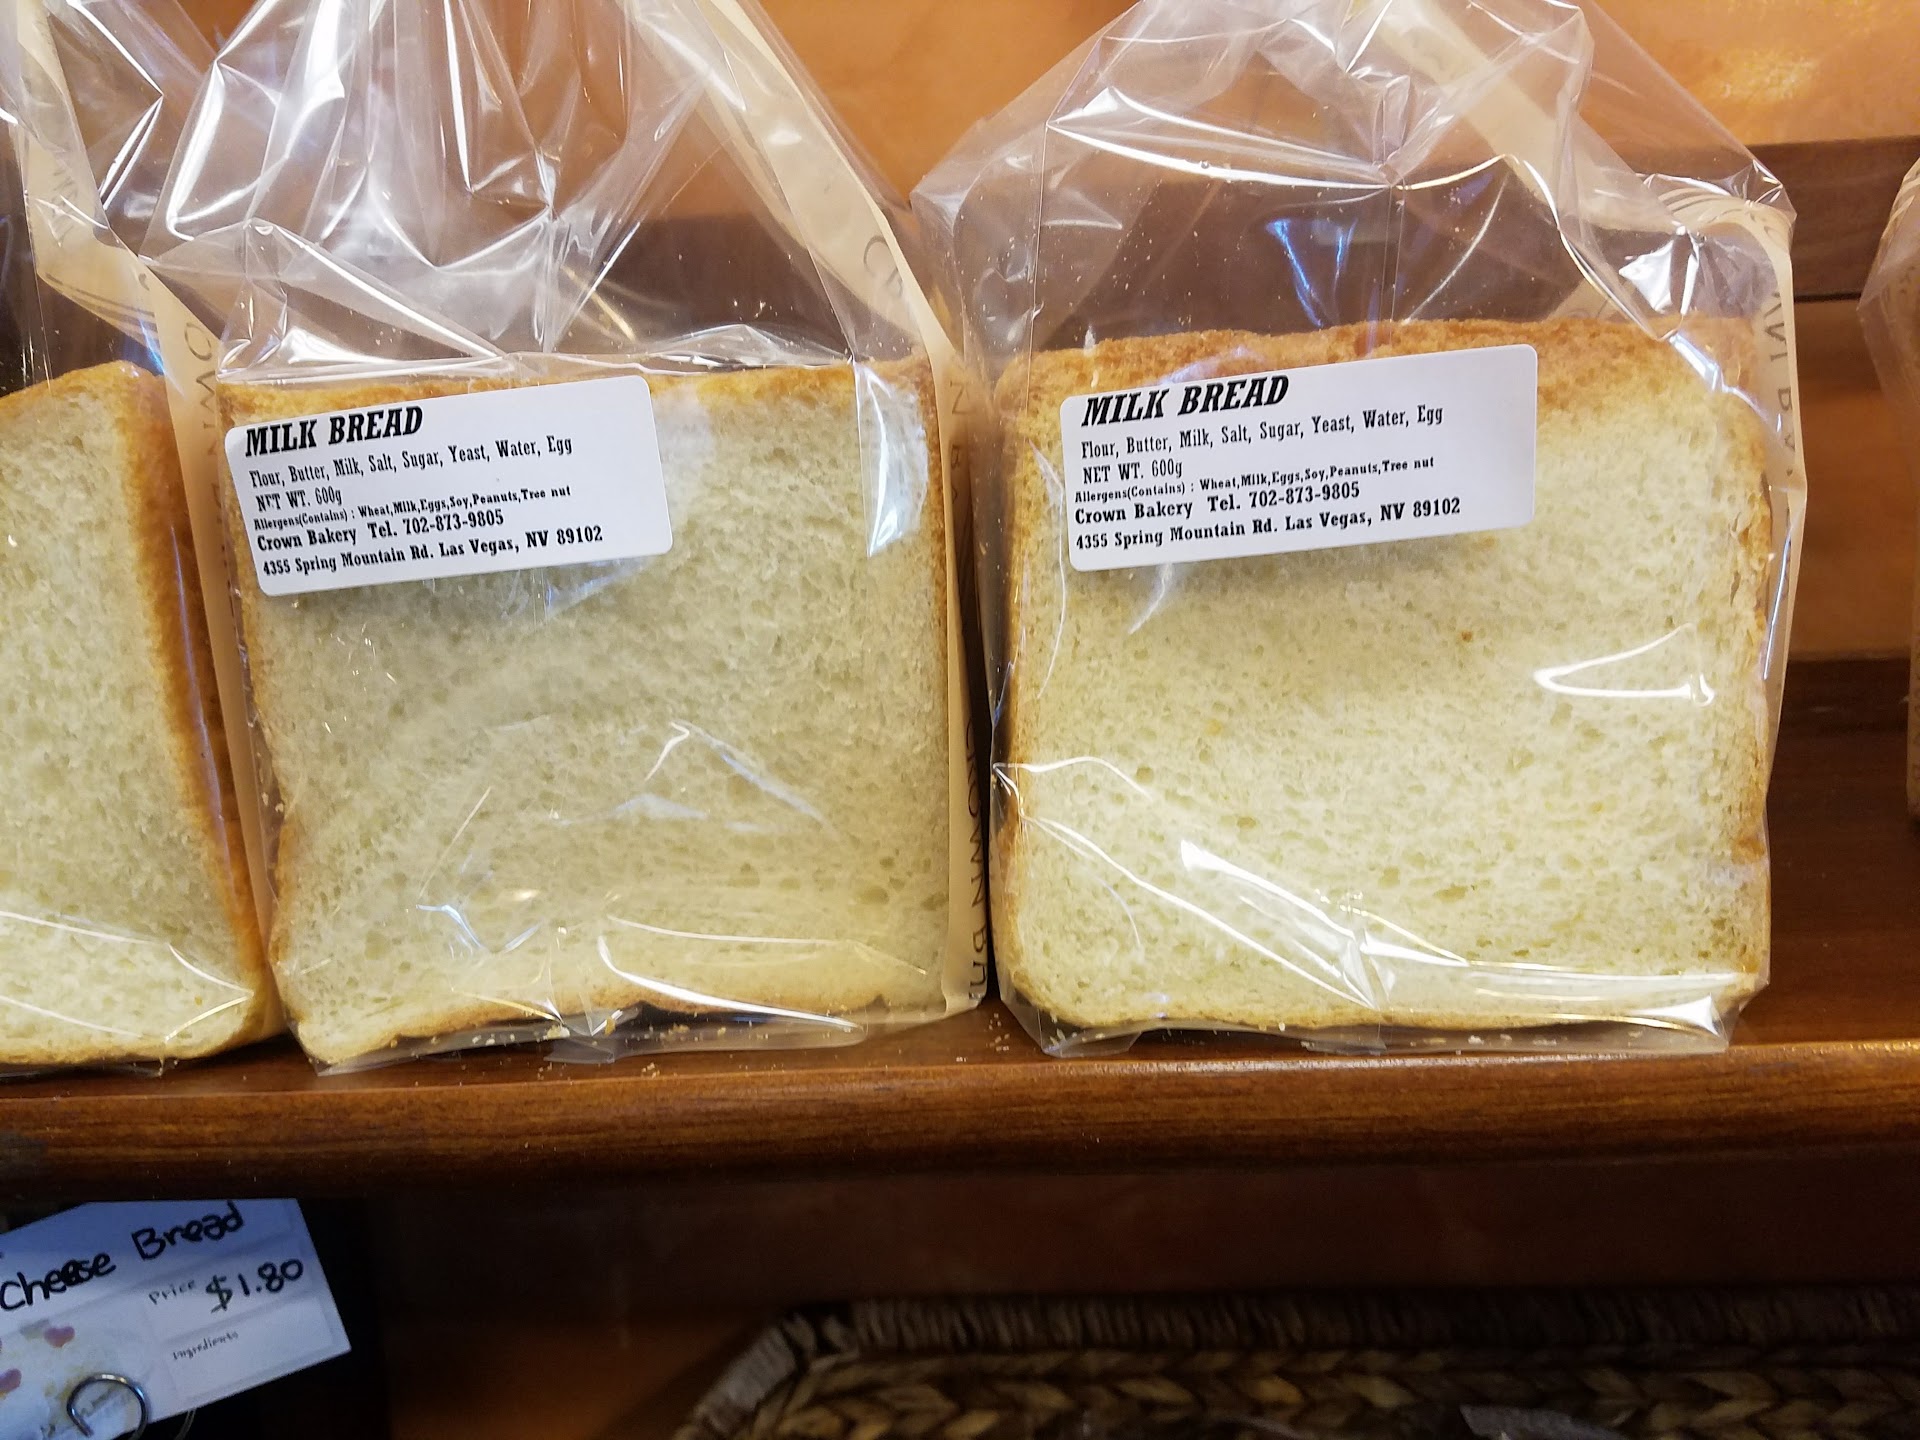 MILK BREAD
Flour, Butter, Milk, Salt, Sugar, Yeast, Water, Egg
NET WT. 600g
Allergens(Contains) : Wheat,Milk,Eggs,Soy,Peanuts,Tree nut
Crown Bakery Tel. 702-873-9805
4355 Spring Mountain Rd. Las Vegas, NV 89102
MILK BREAD
Flour, Butter, Milk, Salt, Sugar, Yeast, Water, Egg
NET WT. 600g
Allergens(Contains) : Wheat,Milk,Eggs,Soy,Peanuts,Tree nut
Crown Bakery Tel. 702-873-9805
4355 Spring Mountain Rd. Las Vegas, NV 89102
CROWN
Cheese Bread
Price $1.80
Ingredients